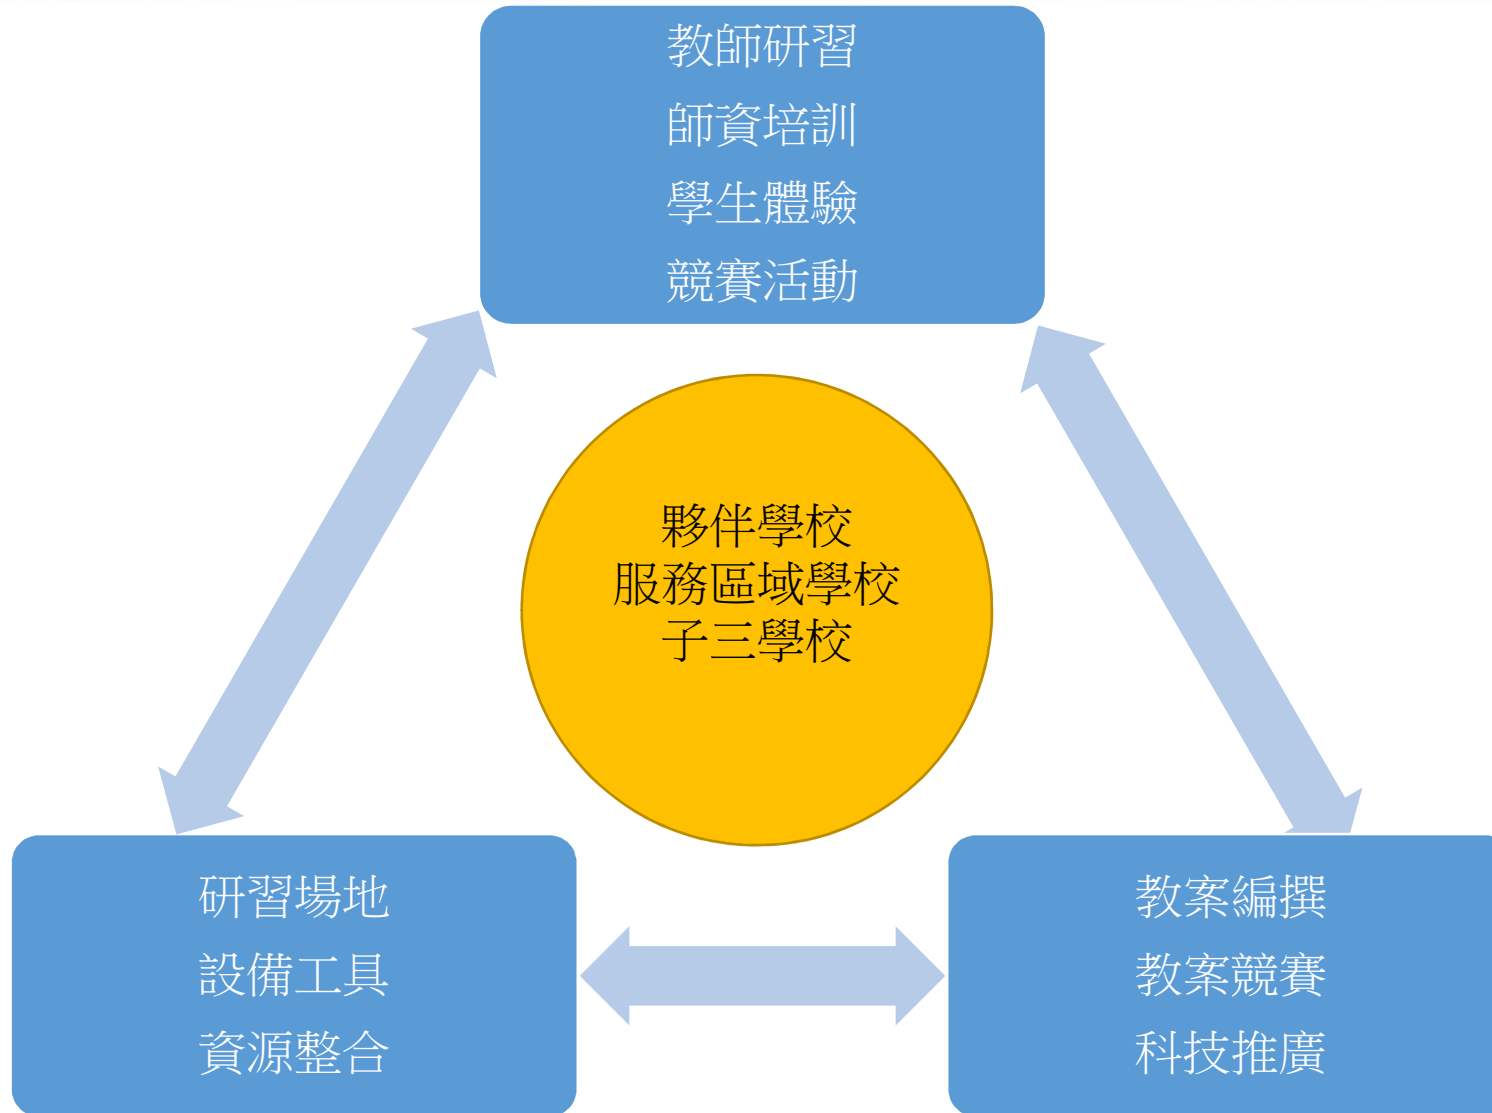 教師研習
師資培訓
學生體驗
競賽活動
夥伴學校
服務區域學校
子三學校
研習場地
設備工具
資源整合
教案編撰
教案競賽
科技推廣